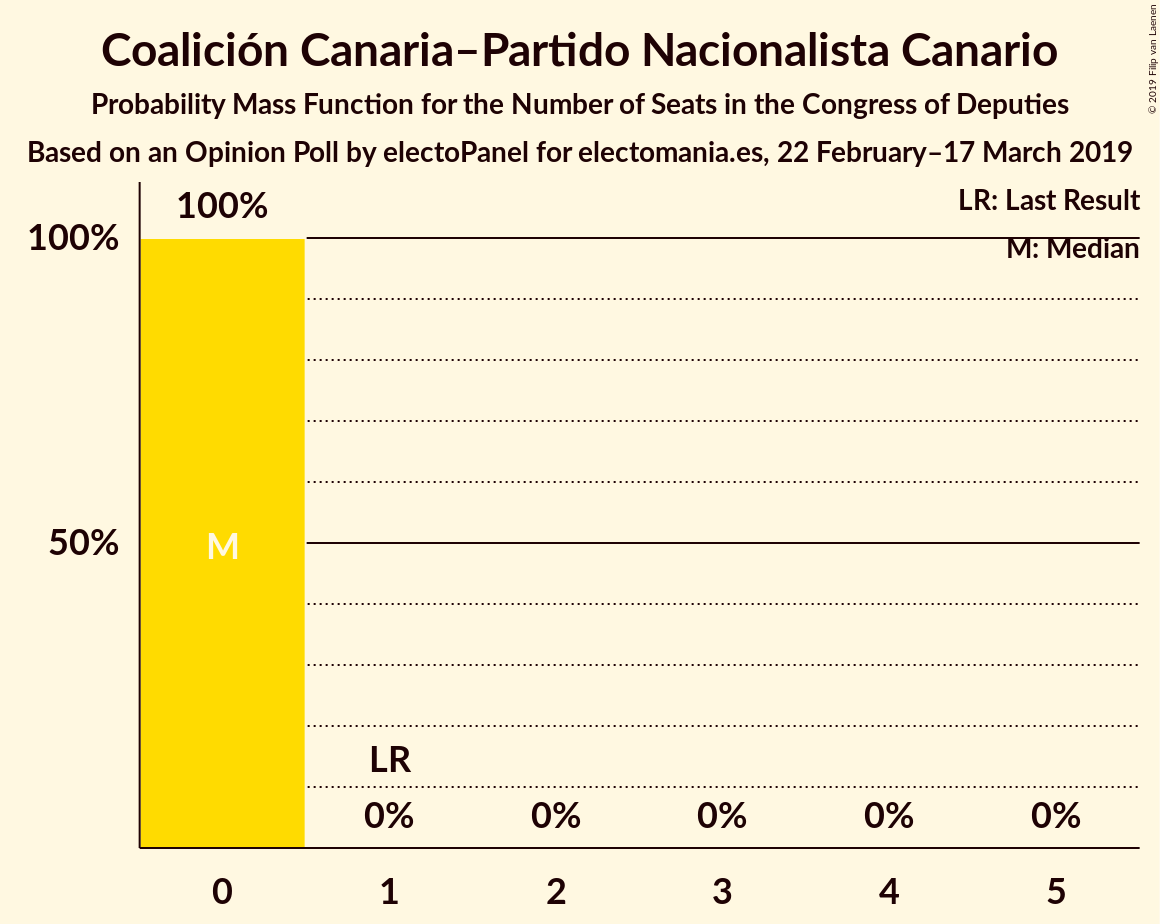 Coalición Canaria–Partido Nacionalista Canario
Probability Mass Function for the Number of Seats in the Congress of Deputies
Based on an Opinion Poll by electoPanel for electomania.es, 22 February–17 March 2019
© 2019 Filip van Laenen
LR: Last Result
M: Median
100%
100%
50%
M
LR
0% 0% 0% 0% 0%
0 1 2 3 4 5